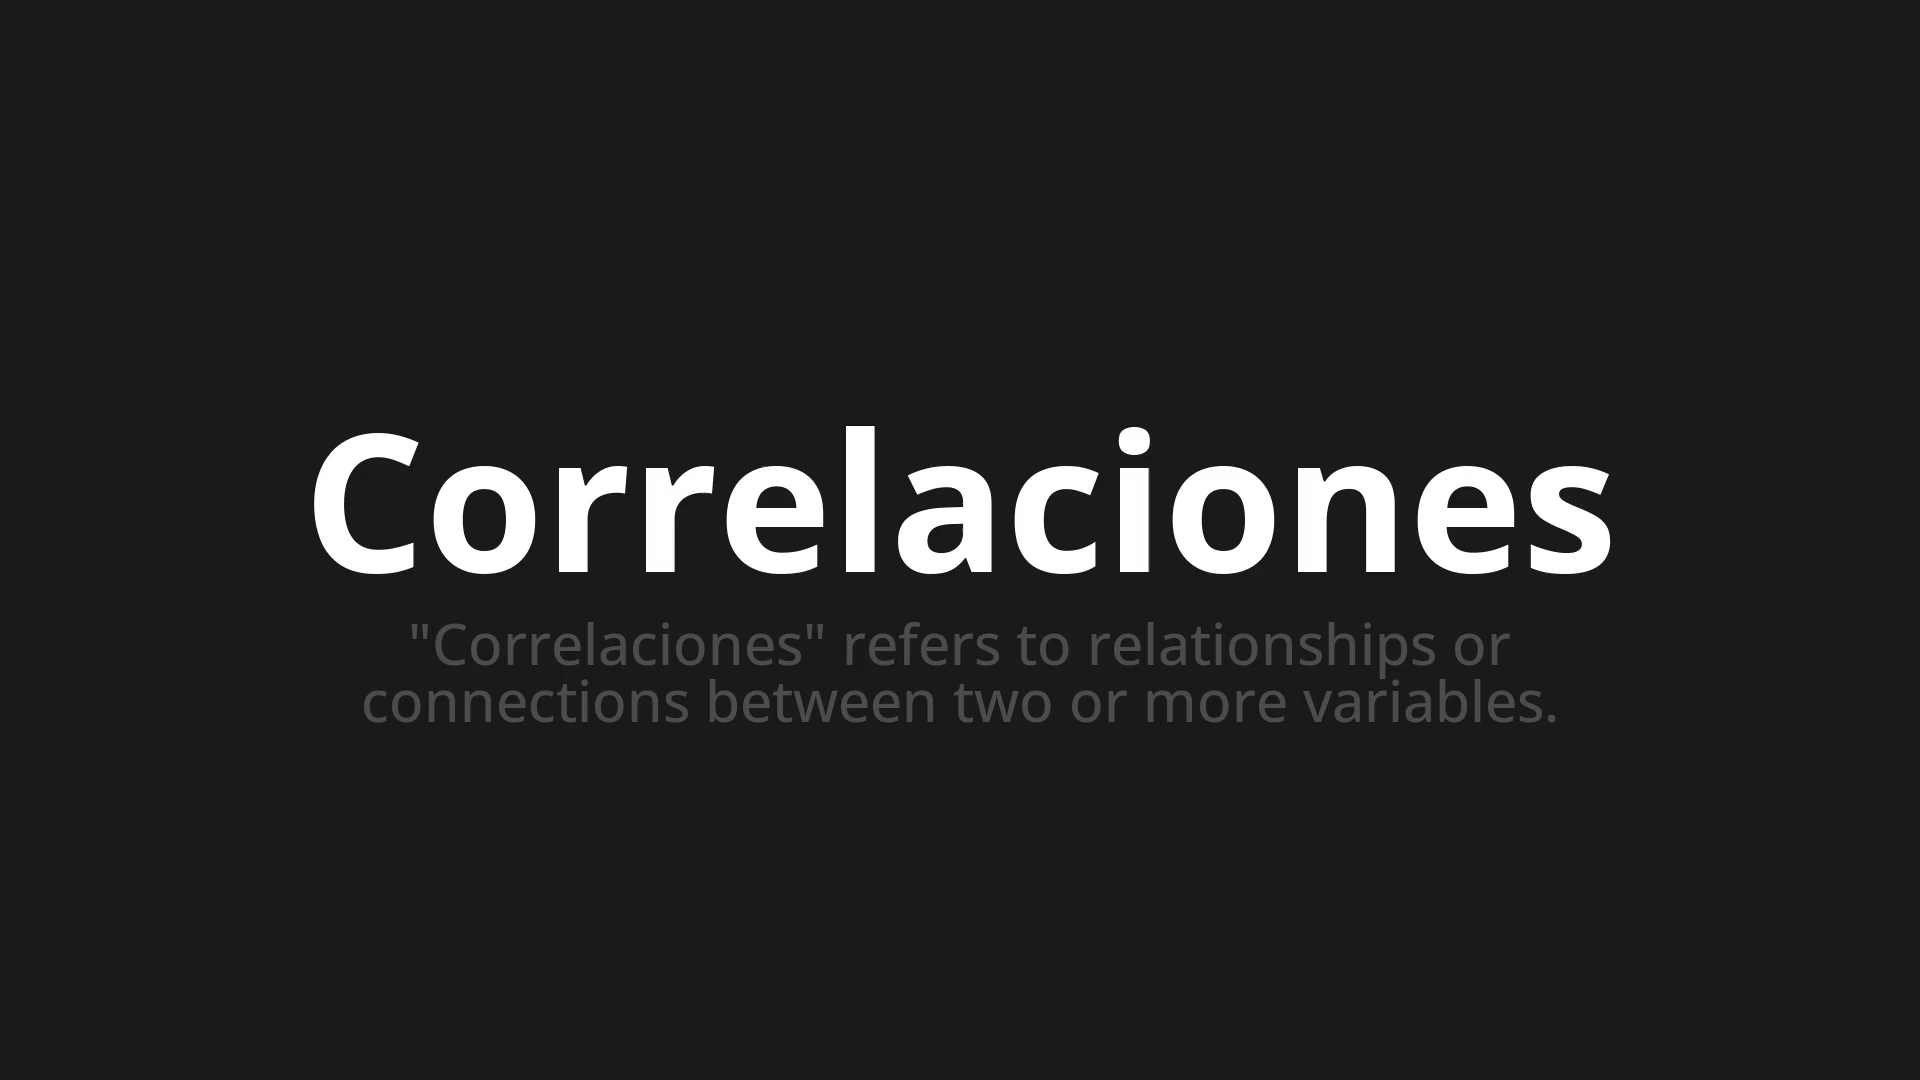 Correlaciones
"Correlaciones" refers to relationships or
connections between two or more variables.